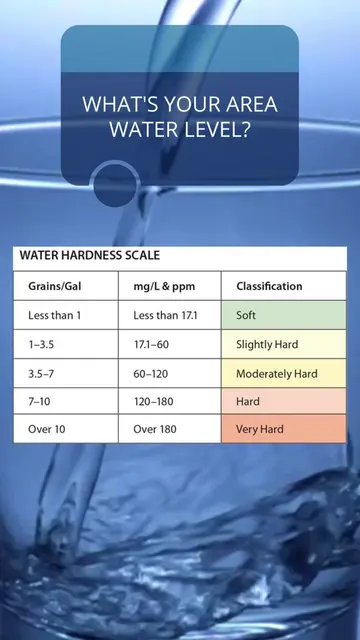 WHAT'S YOUR AREA
WATER LEVEL?
WATER HARDNESS SCALE
Grains/Gal mg/L & ppm Classification
Less than 1 Less than 17.1 Soft
1–3.5 17.1–60 Slightly Hard
3.5–7 60–120 Moderately Hard
7–10 120–180 Hard
Over 10 Over 180 Very Hard